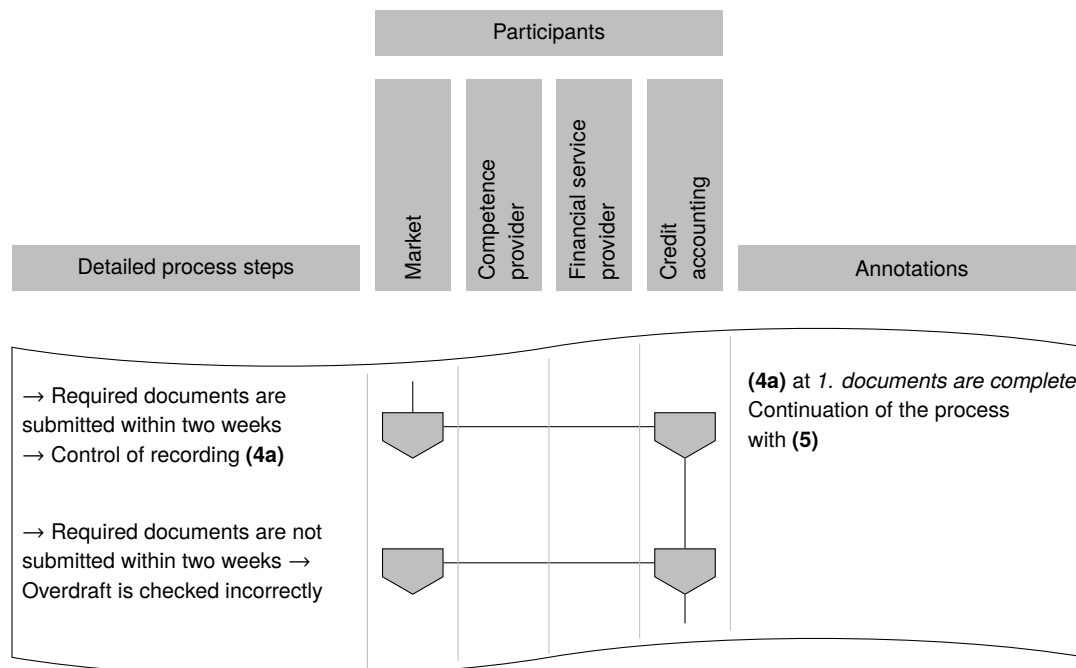 Participants
Market
Competence
provider
Financial service
provider
Credit
accounting
Detailed process steps
Annotations
→ Required documents are
submitted within two weeks
→ Control of recording (4a)
(4a) at 1. documents are complete
Continuation of the process
with (5)
→ Required documents are not
submitted within two weeks →
Overdraft is checked incorrectly